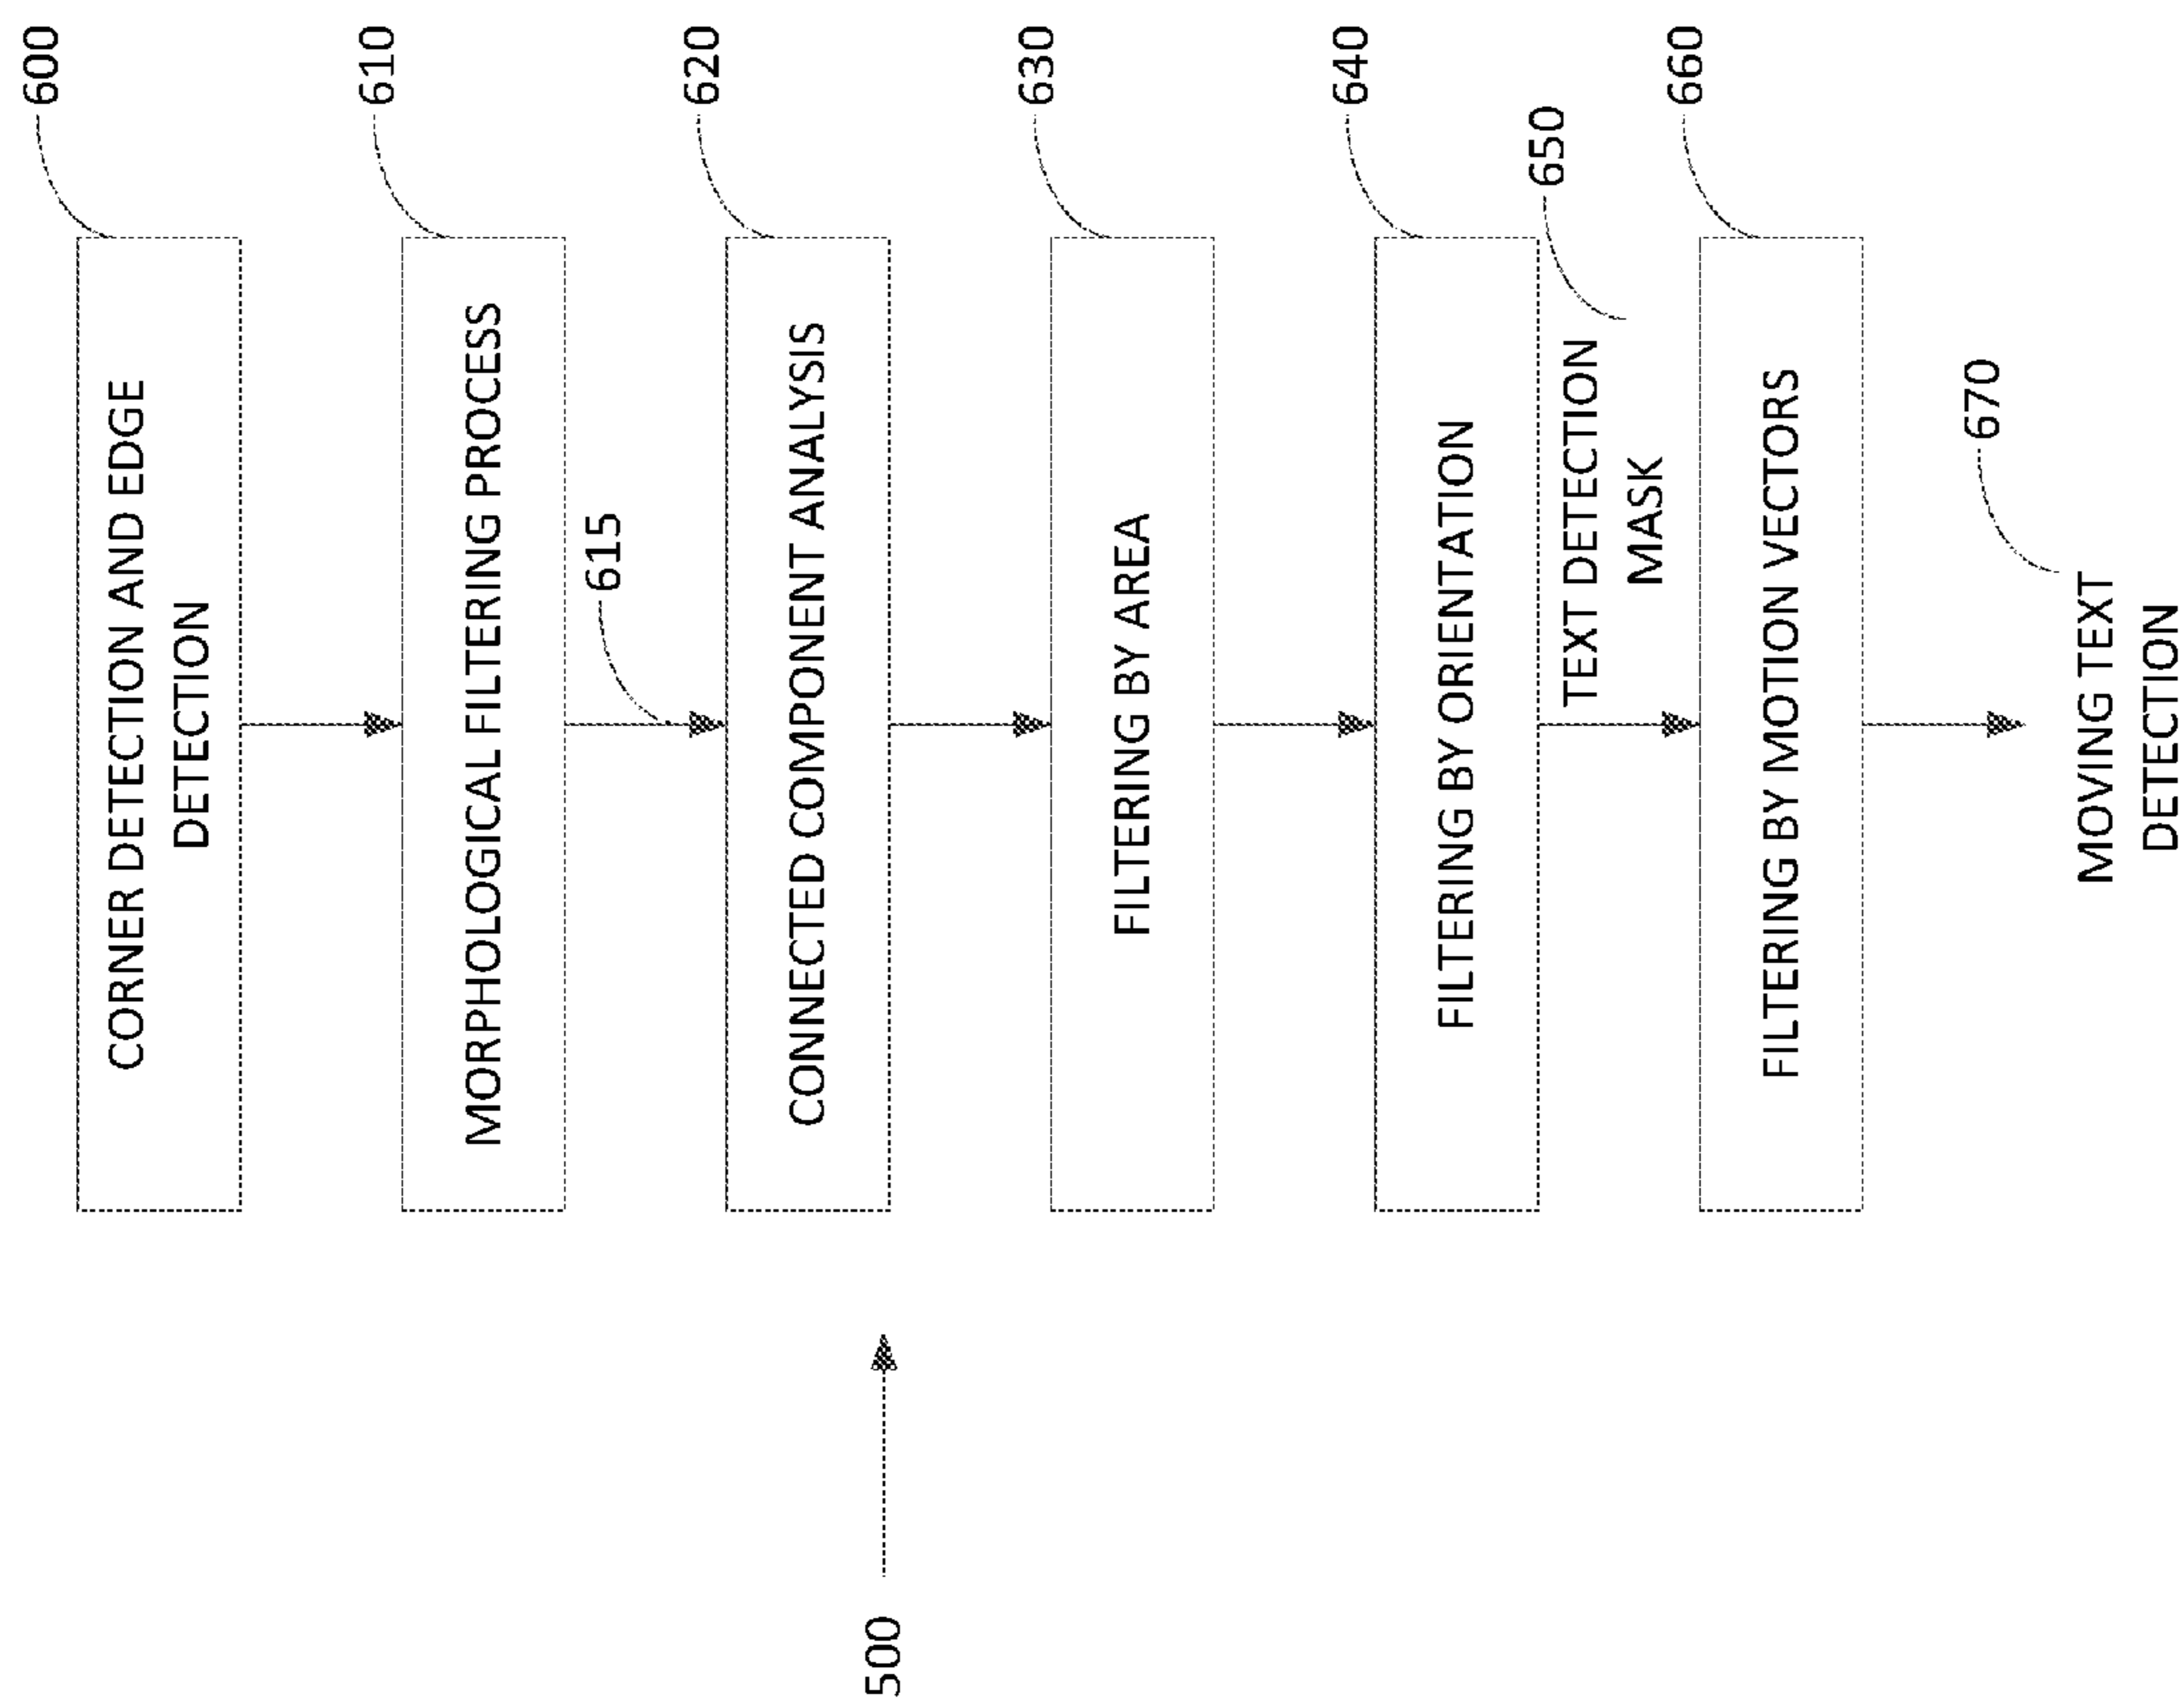 600
CORNER DETECTION AND EDGE
DETECTION
610
MORPHOLOGICAL FILTERING PROCESS
615
620
CONNECTED COMPONENT ANALYSIS
630
FILTERING BY AREA
640
FILTERING BY ORIENTATION
650
TEXT DETECTION
MASK
660
FILTERING BY MOTION VECTORS
670
MOVING TEXT
DETECTION
500